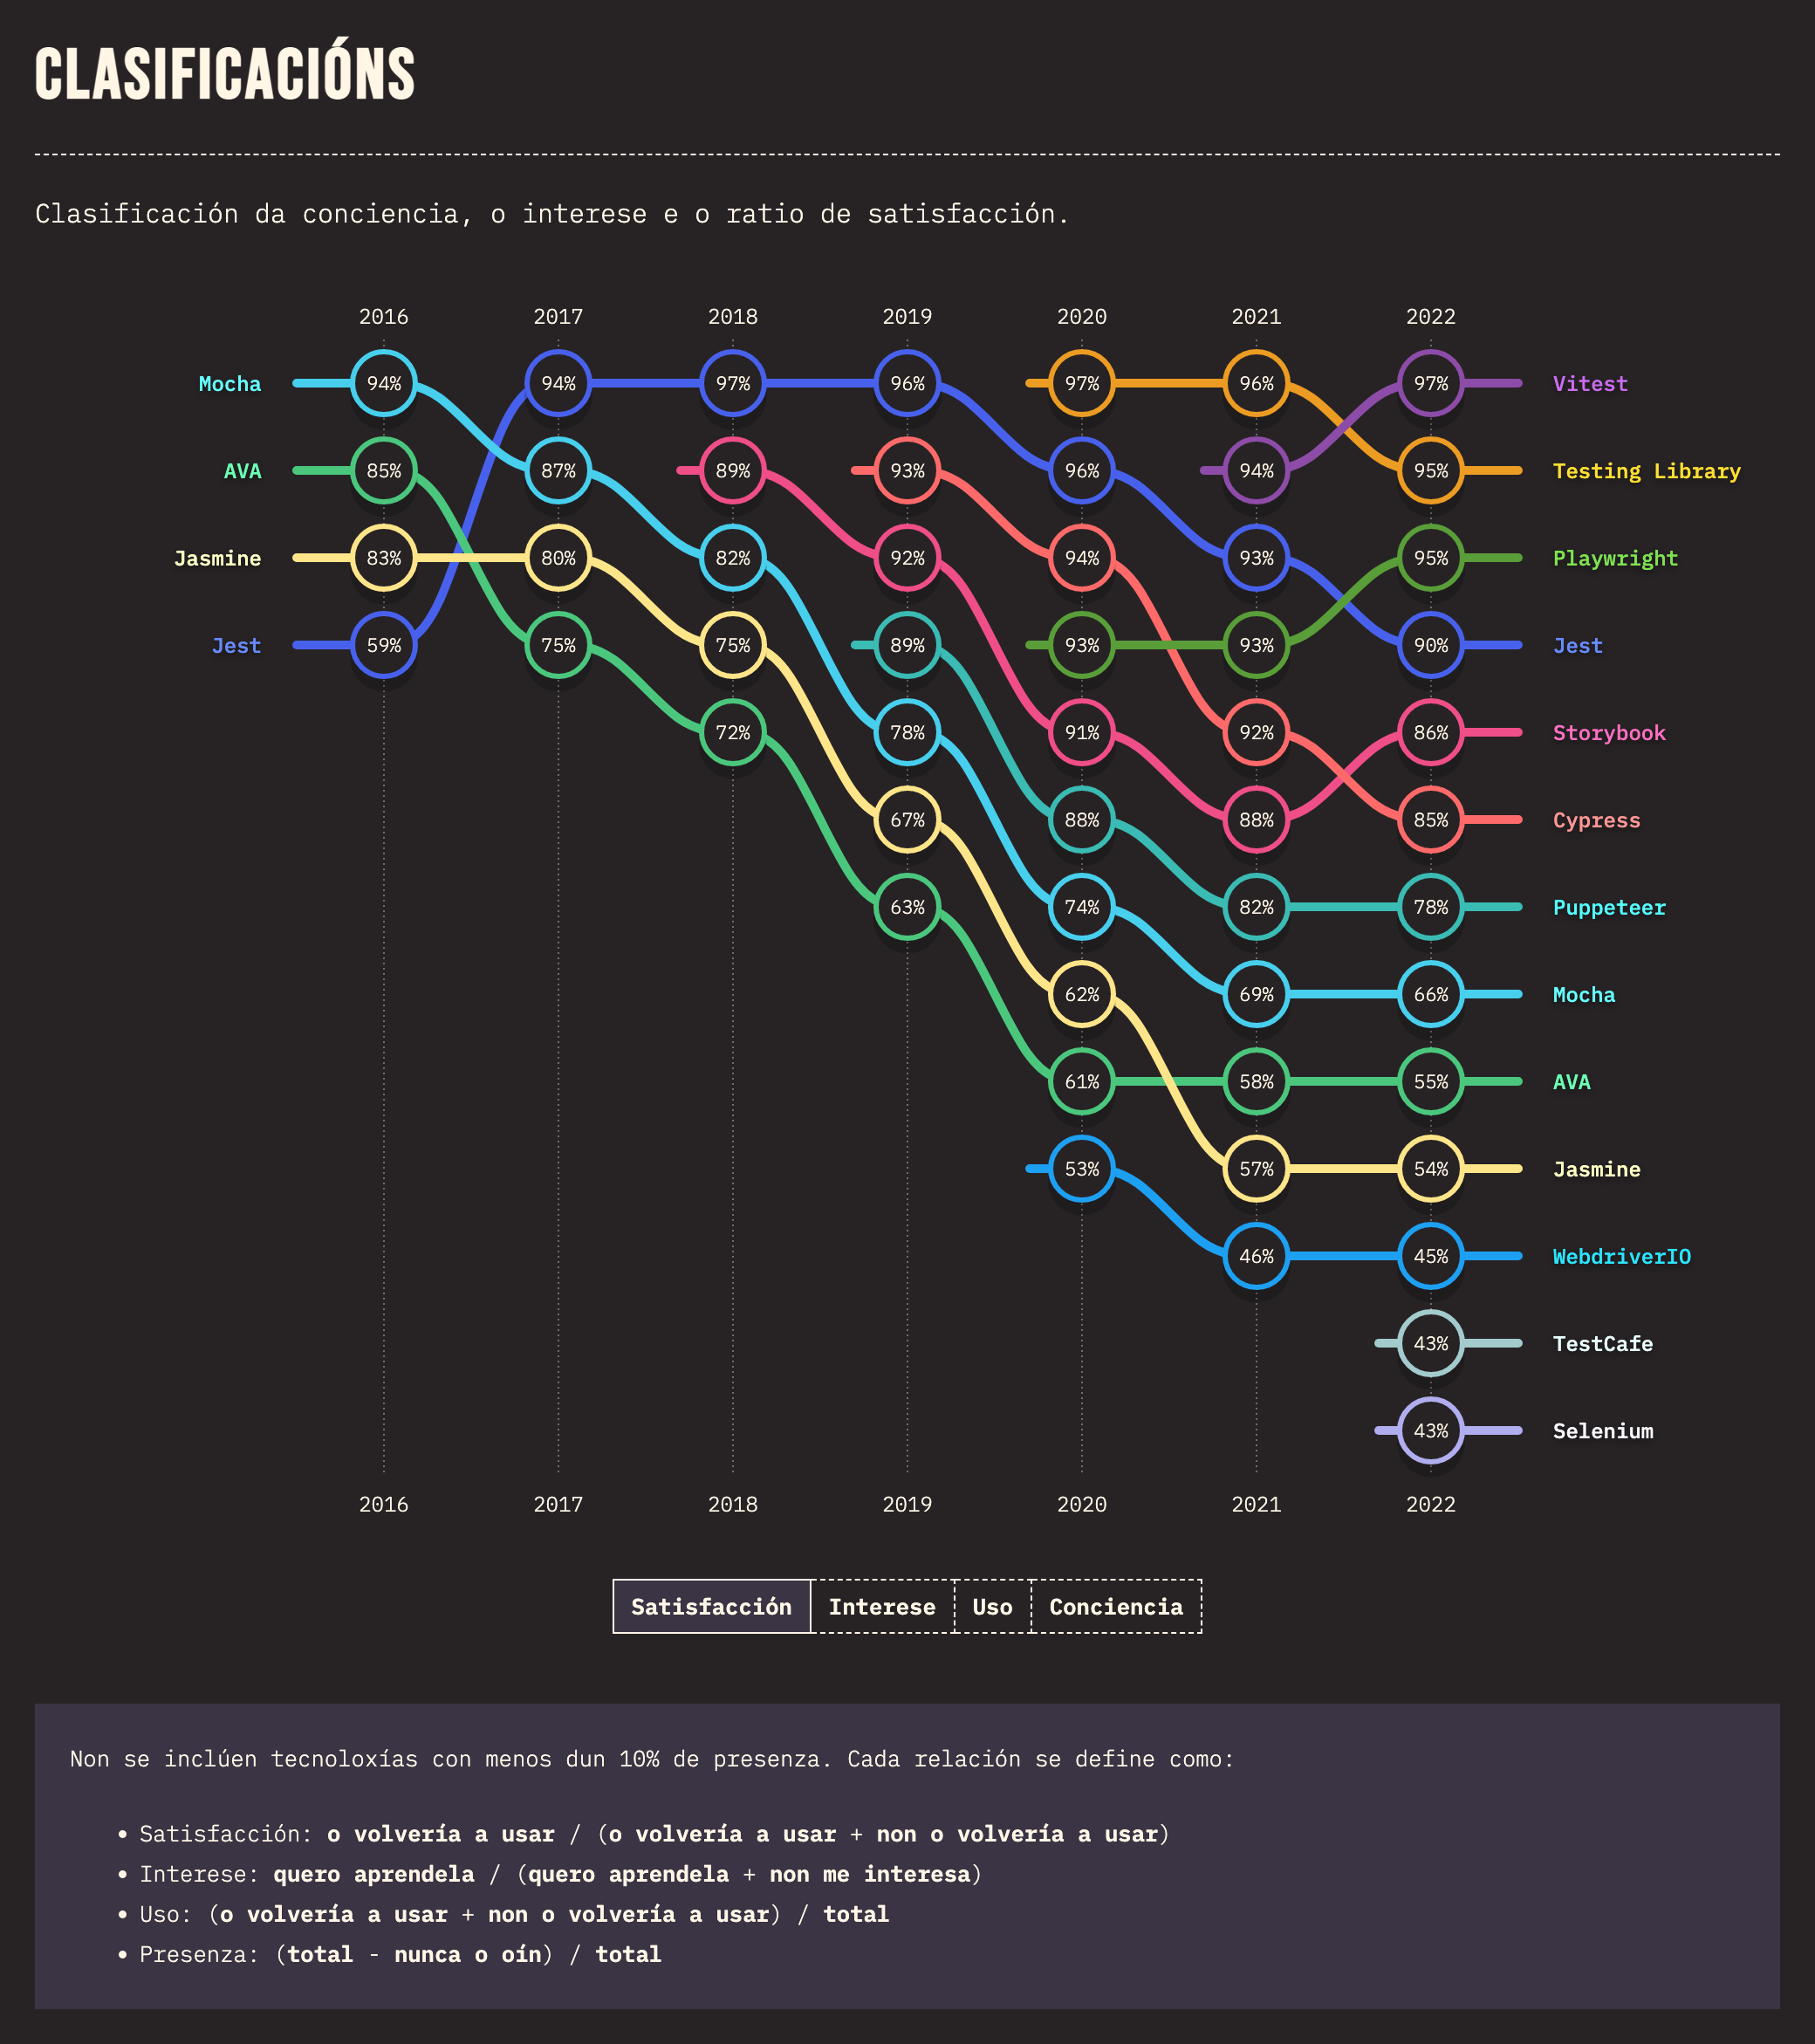 CLASIFICACIÓNS
Clasificación da conciencia, o interese e o ratio de satisfacción.
2016 2017 2018 2019 2020 2021 2022
Mocha 94% 94% 97% 96% 97% 96% 97% Vitest
AVA 85% 87% 89% 93% 96% 94% 95% Testing Library
Jasmine 83% 80% 82% 92% 94% 93% 95% Playwright
Jest 59% 75% 75% 89% 93% 93% 90% Jest
72% 78% 91% 92% 86% Storybook
67% 88% 88% 85% Cypress
63% 74% 82% 78% Puppeteer
62% 69% 66% Mocha
61% 58% 55% AVA
53% 57% 54% Jasmine
46% 45% WebdriverIO
43% TestCafe
43% Selenium
2016 2017 2018 2019 2020 2021 2022
Satisfacción Interese Uso Conciencia
Non se inclúen tecnoloxías con menos dun 10% de presenza. Cada relación se define como:
• Satisfacción: o volvería a usar / (o volvería a usar + non o volvería a usar)
• Interese: quero aprendela / (quero aprendela + non me interesa)
• Uso: (o volvería a usar + non o volvería a usar) / total
• Presenza: (total - nunca o oín) / total